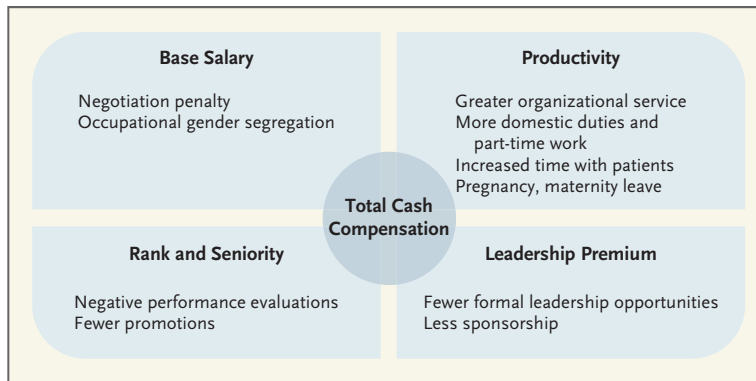 Base Salary
Negotiation penalty
Occupational gender segregation
Productivity
Greater organizational service
More domestic duties and
part-time work
Increased time with patients
Pregnancy, maternity leave
Total Cash
Compensation
Rank and Seniority
Negative performance evaluations
Fewer promotions
Leadership Premium
Fewer formal leadership opportunities
Less sponsorship